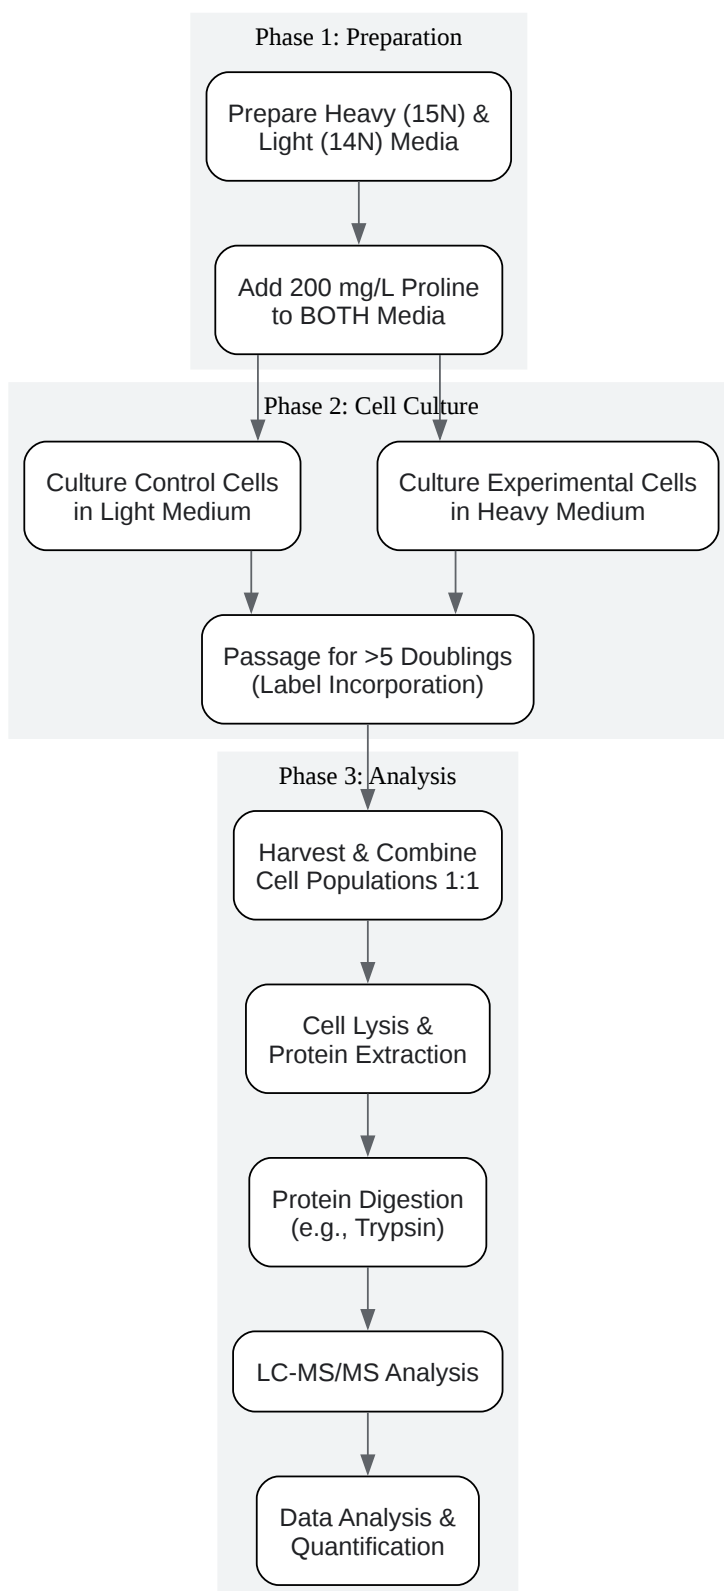 Phase 1: Preparation
Prepare Heavy (15N) &
Light (14N) Media
Add 200 mg/L Proline
to BOTH Media
Phase 2: Cell Culture
Culture Control Cells
in Light Medium
Culture Experimental Cells
in Heavy Medium
Passage for >5 Doublings
(Label Incorporation)
Phase 3: Analysis
Harvest & Combine
Cell Populations 1:1
Cell Lysis &
Protein Extraction
Protein Digestion
(e.g., Trypsin)
LC-MS/MS Analysis
Data Analysis &
Quantification